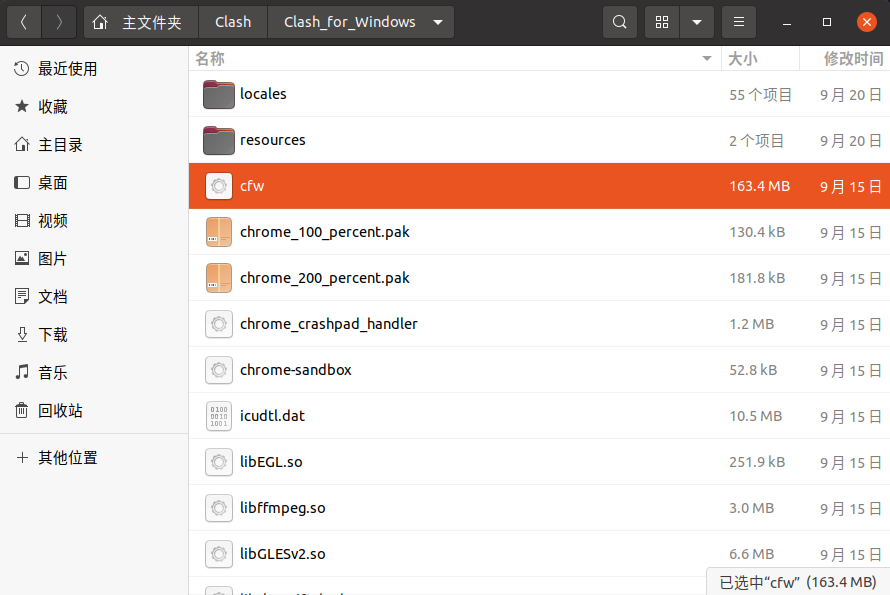 主文件夹 Clash Clash_for_Windows
名称 大小 修改时间
最近使用
收藏
主目录
桌面
视频
图片
文档
下载
音乐
回收站
其他位置
locales 55 个项目 9 月 20 日
resources 2 个项目 9 月 20 日
cfw 163.4 MB 9 月 15 日
chrome_100_percent.pak 130.4 kB 9 月 15 日
chrome_200_percent.pak 181.8 kB 9 月 15 日
chrome_crashpad_handler 1.2 MB 9 月 15 日
chrome-sandbox 52.8 kB 9 月 15 日
icudtl.dat 10.5 MB 9 月 15 日
libEGL.so 251.9 kB 9 月 15 日
libffmpeg.so 3.0 MB 9 月 15 日
libGLESv2.so 6.6 MB 9 月 15 日
已选中“cfw” (163.4 MB)